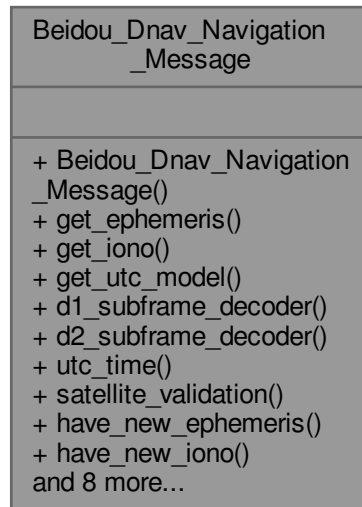 Beidou_Dnav_Navigation
_Message
+ Beidou_Dnav_Navigation
_Message()
+ get_ephemeris()
+ get_iono()
+ get_utc_model()
+ d1_subframe_decoder()
+ d2_subframe_decoder()
+ utc_time()
+ satellite_validation()
+ have_new_ephemeris()
+ have_new_iono()
and 8 more...